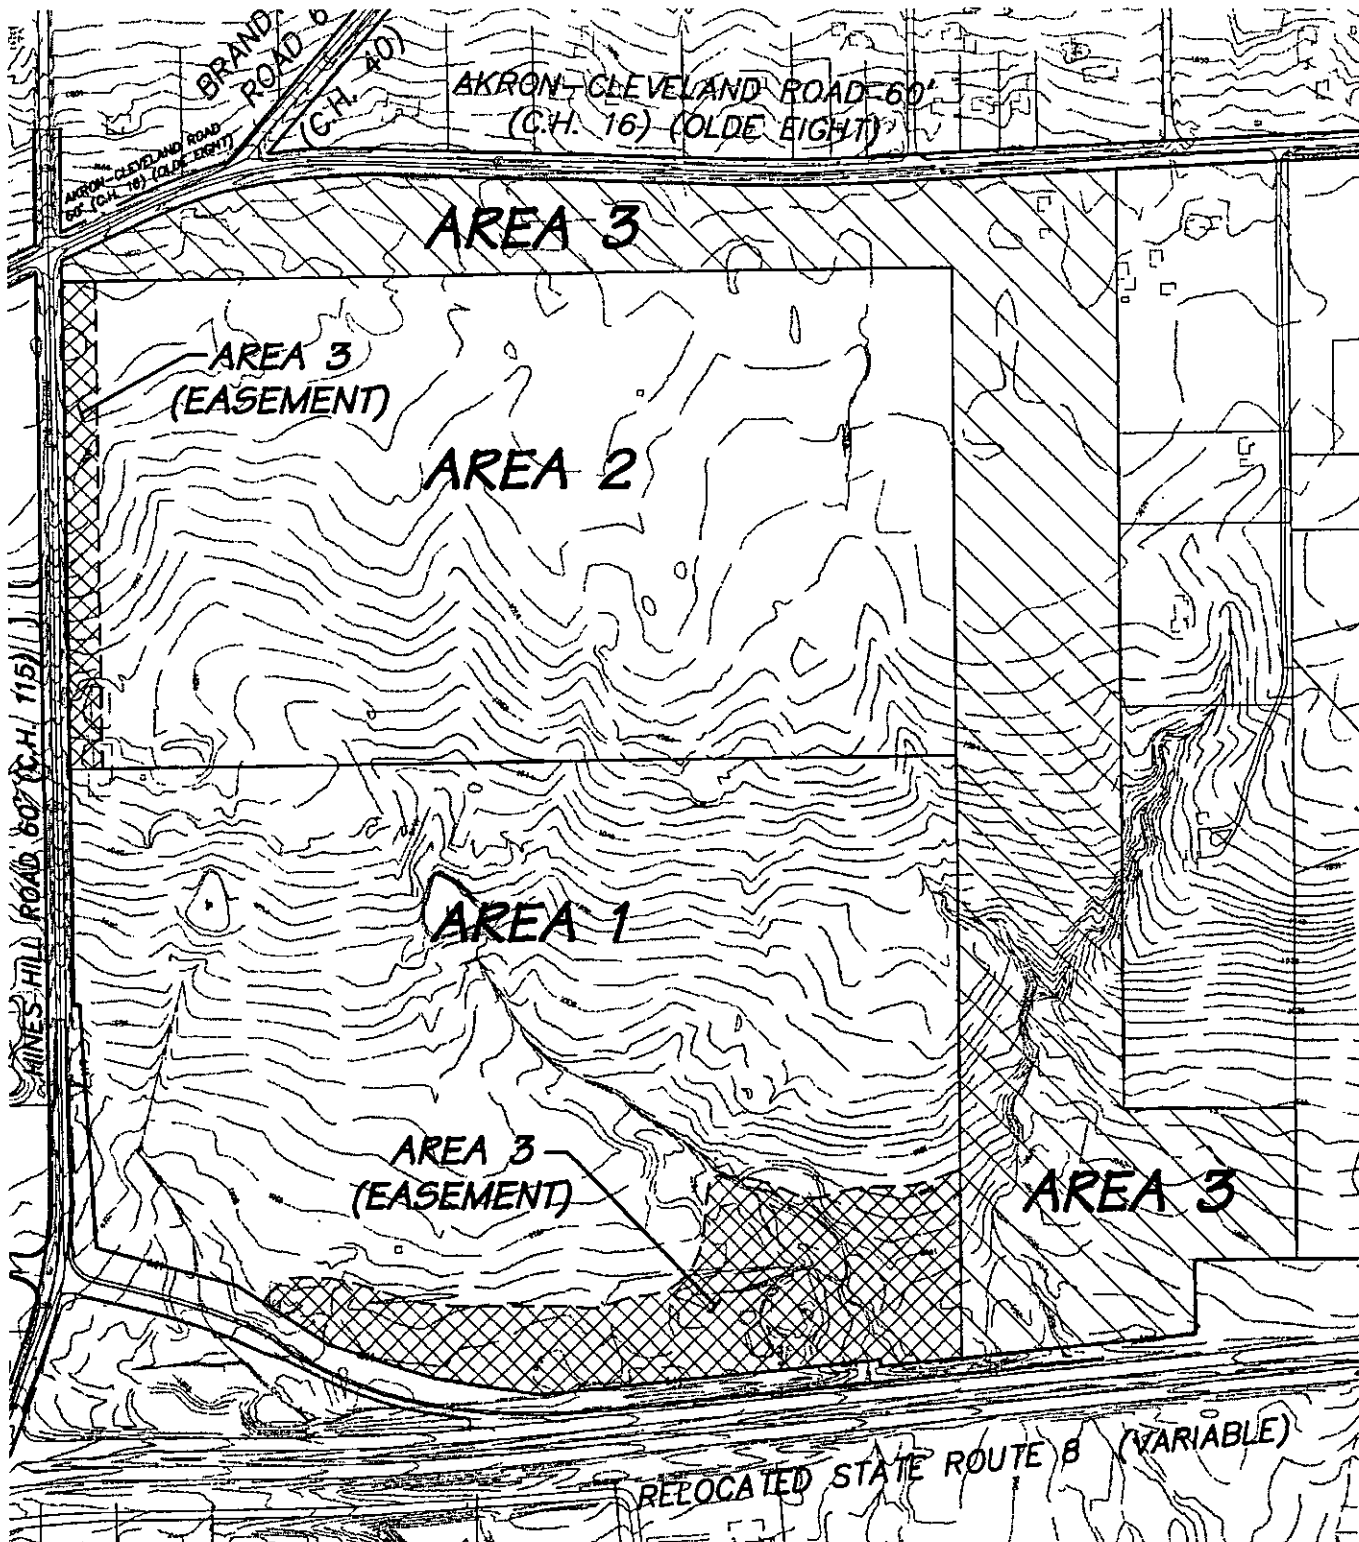 BRAND
ROAD 6
(C.H. 40)
AKRON-CLEVELAND ROAD-60'
(C.H. 16) (OLDE EIGHT)
AKRON-CLEVELAND ROAD
60' (C.H. 16) (OLDE EIGHT)
AREA 3
AREA 3
(EASEMENT)
AREA 2
HINES HILL ROAD 60' (C.H. 115)
AREA 1
AREA 3
(EASEMENT)
AREA 3
RELOCATED STATE ROUTE 8 (VARIABLE)